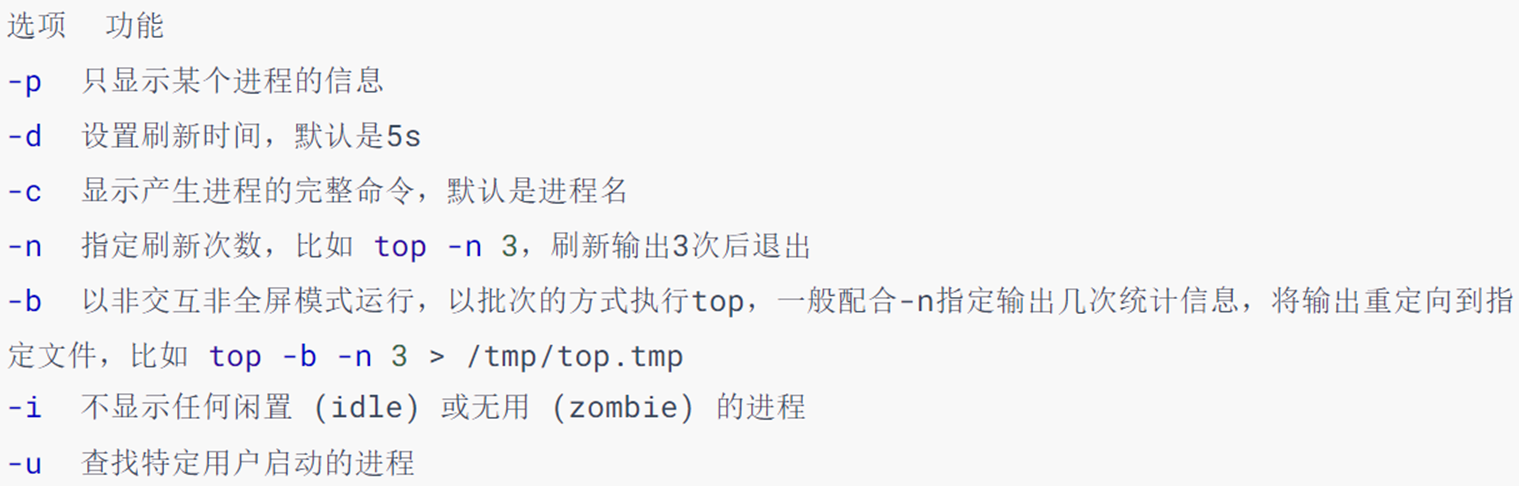 选项  功能
-p  只显示某个进程的信息
-d  设置刷新时间，默认是5s
-c  显示产生进程的完整命令，默认是进程名
-n  指定刷新次数，比如 top -n 3，刷新输出3次后退出
-b  以非交互非全屏模式运行，以批次的方式执行top，一般配合-n指定输出几次统计信息，将输出重定向到指
定文件，比如 top -b -n 3 > /tmp/top.tmp
-i  不显示任何闲置 (idle) 或无用 (zombie) 的进程
-u  查找特定用户启动的进程